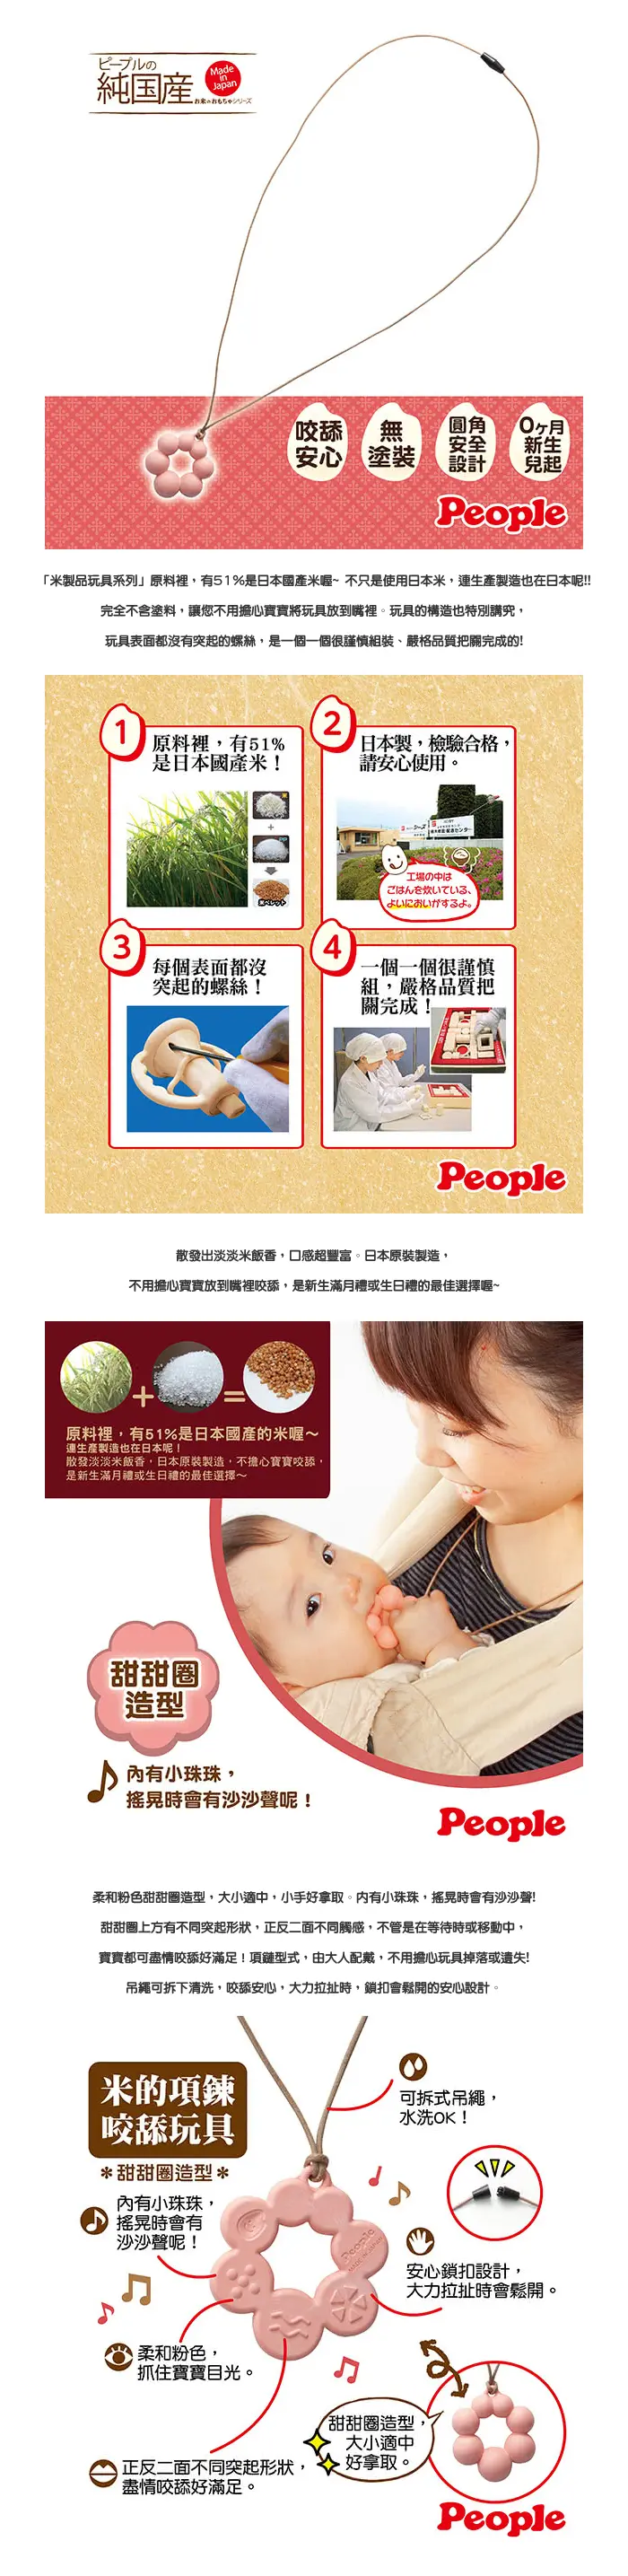 ピープルの
純国産
Made
in
Japan
お米のおもちゃシリーズ
咬舔
安心
無
塗裝
圓角
安全
設計
0ヶ月
新生
兒起
People
「米製品玩具系列」原料裡，有51%是日本國產米喔~ 不只是使用日本米，連生產製造也在日本呢!!
完全不含塗料，讓您不用擔心寶寶將玩具放到嘴裡。玩具的構造也特別講究，
玩具表面都沒有突起的螺絲，是一個一個很謹慎組裝、嚴格品質把關完成的!
1
原料裡，有51%
是日本國產米！
+
米ペレット
2
日本製，檢驗合格，
請安心使用。
工場の中は
ごはんを炊いている、
よいにおいがするよ。
3
每個表面都沒
突起的螺絲！
4
一個一個很謹慎
組，嚴格品質把
關完成！
People
散發出淡淡米飯香，口感超豐富。日本原裝製造，
不用擔心寶寶放到嘴裡咬舔，是新生滿月禮或生日禮的最佳選擇喔~
+
=
原料裡，有51%是日本國產的米喔～
連生產製造也在日本呢！
散發淡淡米飯香，日本原裝製造，不擔心寶寶咬舔，
是新生滿月禮或生日禮的最佳選擇～
甜甜圈
造型
內有小珠珠，
搖晃時會有沙沙聲呢！
People
柔和粉色甜甜圈造型，大小適中，小手好拿取。內有小珠珠，搖晃時會有沙沙聲!
甜甜圈上方有不同突起形狀，正反二面不同觸感，不管是在等待時或移動中，
寶寶都可盡情咬舔好滿足！項鏈型式，由大人配戴，不用擔心玩具掉落或遺失!
吊繩可拆下清洗，咬舔安心，大力拉扯時，鎖扣會鬆開的安心設計。
米的項鍊
咬舔玩具
＊甜甜圈造型＊
可拆式吊繩，
水洗OK！
內有小珠珠，
搖晃時會有
沙沙聲呢！
People
安心鎖扣設計，
大力拉扯時會鬆開。
柔和粉色，
抓住寶寶目光。
甜甜圈造型，
大小適中
好拿取。
正反二面不同突起形狀，
盡情咬舔好滿足。
People